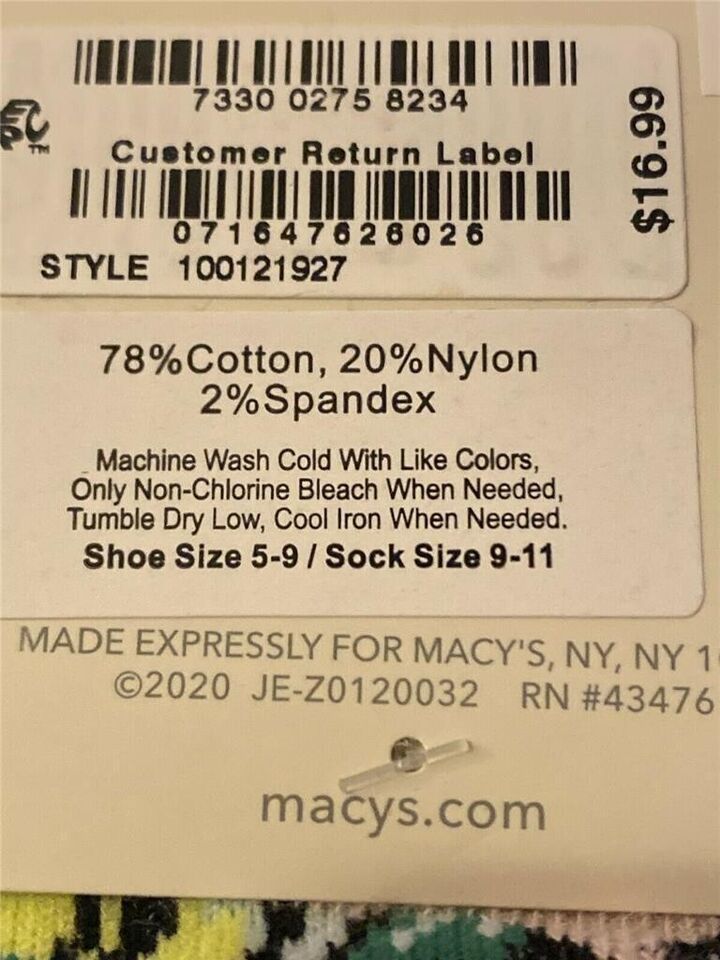 7330 0275 8234
TM
Customer Return Label
071647626026
STYLE 100121927
$16.99
78%Cotton, 20%Nylon
2%Spandex
Machine Wash Cold With Like Colors,
Only Non-Chlorine Bleach When Needed,
Tumble Dry Low, Cool Iron When Needed.
Shoe Size 5-9 / Sock Size 9-11
MADE EXPRESSLY FOR MACY'S, NY, NY
©2020 JE-Z0120032 RN #43476
macys.com